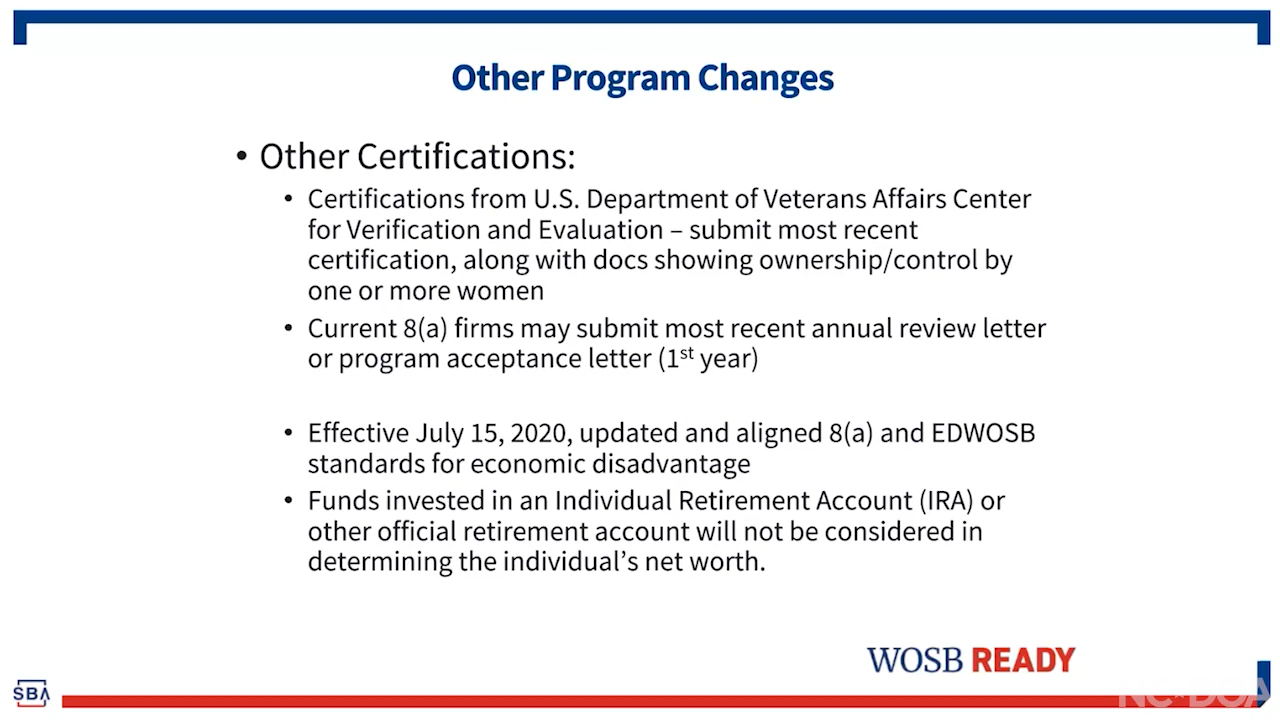 Other Program Changes
• Other Certifications:
• Certifications from U.S. Department of Veterans Affairs Center
for Verification and Evaluation – submit most recent
certification, along with docs showing ownership/control by
one or more women
• Current 8(a) firms may submit most recent annual review letter
or program acceptance letter (1st year)
• Effective July 15, 2020, updated and aligned 8(a) and EDWOSB
standards for economic disadvantage
• Funds invested in an Individual Retirement Account (IRA) or
other official retirement account will not be considered in
determining the individual’s net worth.
WOSB READY
SBA
NC*DOA